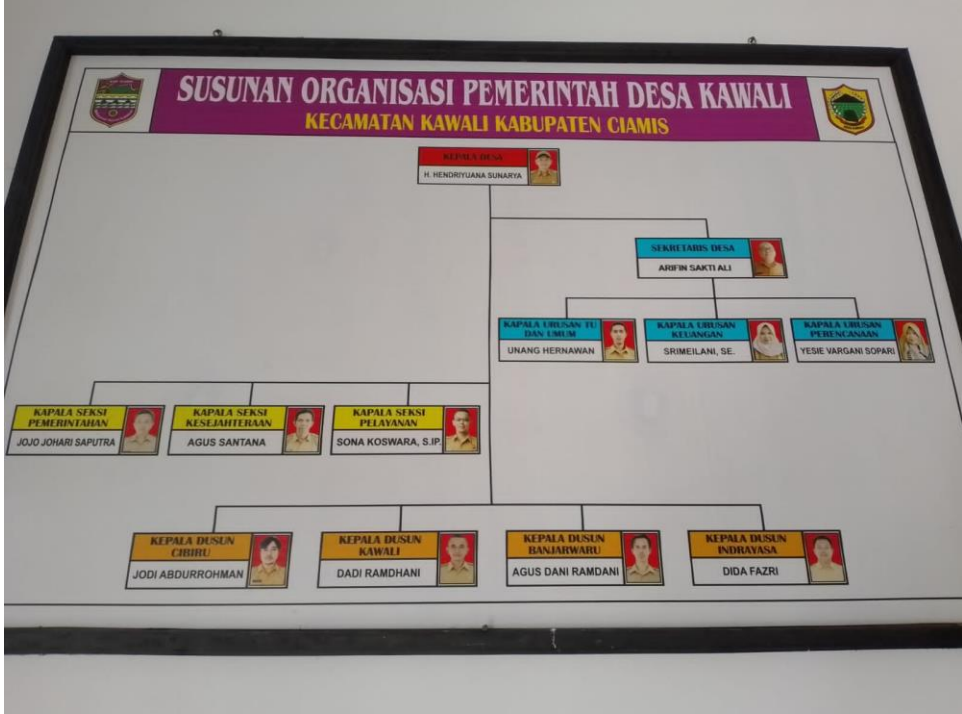 SUSUNAN ORGANISASI PEMERINTAH DESA KAWALI
KECAMATAN KAWALI KABUPATEN CIAMIS
KEPALA DESA
H. HENDRIYUANA SUNARYA
SEKRETARIS DESA
ARIFIN SAKTI ALI
KAPALA URUSAN TU
DAN UMUM
UNANG HERNAWAN
KAPALA URUSAN
KEUANGAN
SRIMEILANI, SE.
KAPALA URUSAN
PERENCANAAN
YESIE VARGANI SOPARI
KAPALA SEKSI
PEMERINTAHAN
JOJO JOHARI SAPUTRA
KAPALA SEKSI
KESEJAHTERAAN
AGUS SANTANA
KAPALA SEKSI
PELAYANAN
SONA KOSWARA, S.IP.
KEPALA DUSUN
CIBIRU
JODI ABDURROHMAN
KEPALA DUSUN
KAWALI
DADI RAMDHANI
KEPALA DUSUN
BANJARWARU
AGUS DANI RAMDANI
KEPALA DUSUN
INDRAYASA
DIDA FAZRI